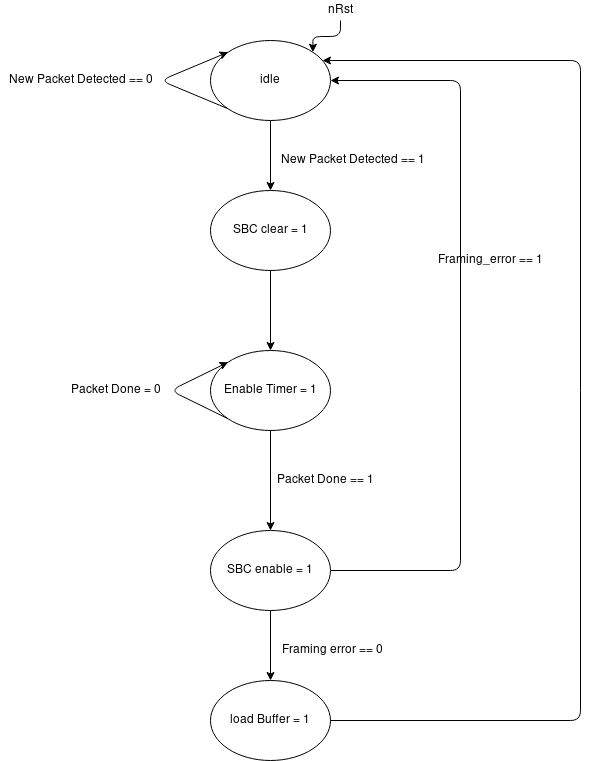 nRst
New Packet Detected == 0
idle
New Packet Detected == 1
SBC clear = 1
Framing_error == 1
Packet Done = 0
Enable Timer = 1
Packet Done == 1
SBC enable = 1
Framing error == 0
load Buffer = 1